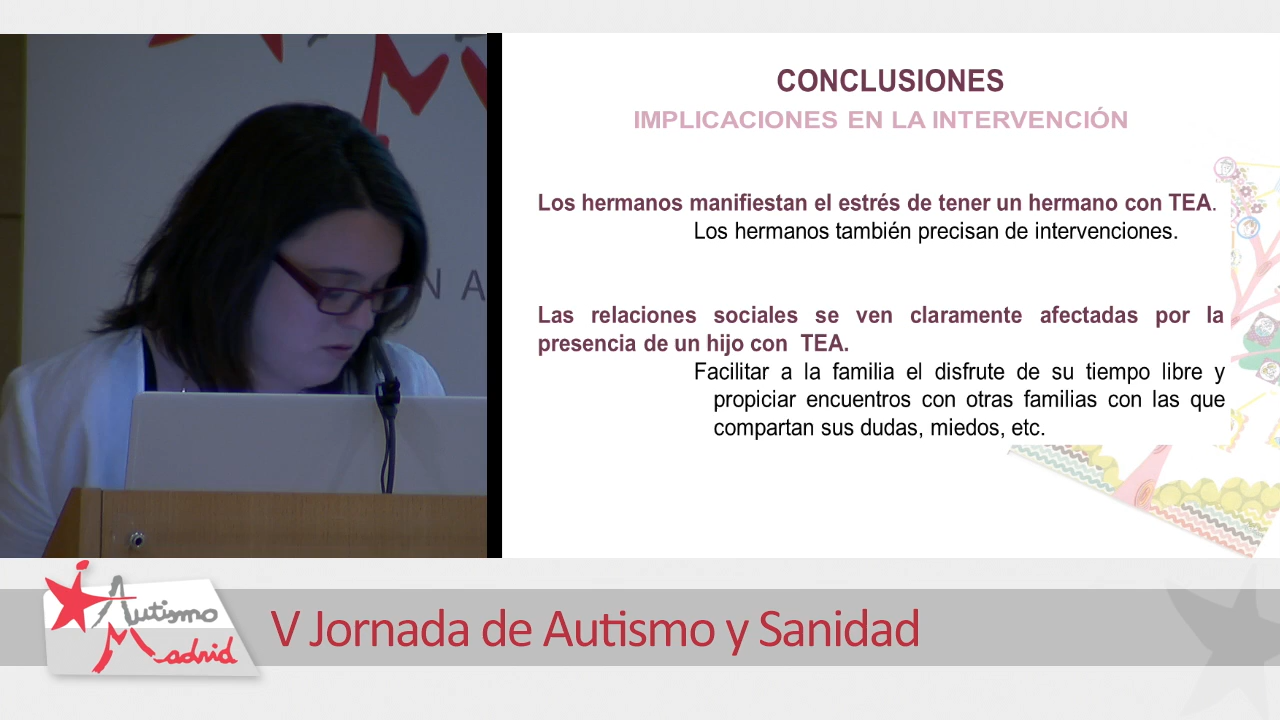 CONCLUSIONES
IMPLICACIONES EN LA INTERVENCIÓN
Los hermanos manifiestan el estrés de tener un hermano con TEA.
Los hermanos también precisan de intervenciones.
Las relaciones sociales se ven claramente afectadas por la
presencia de un hijo con TEA.
Facilitar a la familia el disfrute de su tiempo libre y
propiciar encuentros con otras familias con las que
compartan sus dudas, miedos, etc.
N A
Autismo
Madrid
V Jornada de Autismo y Sanidad